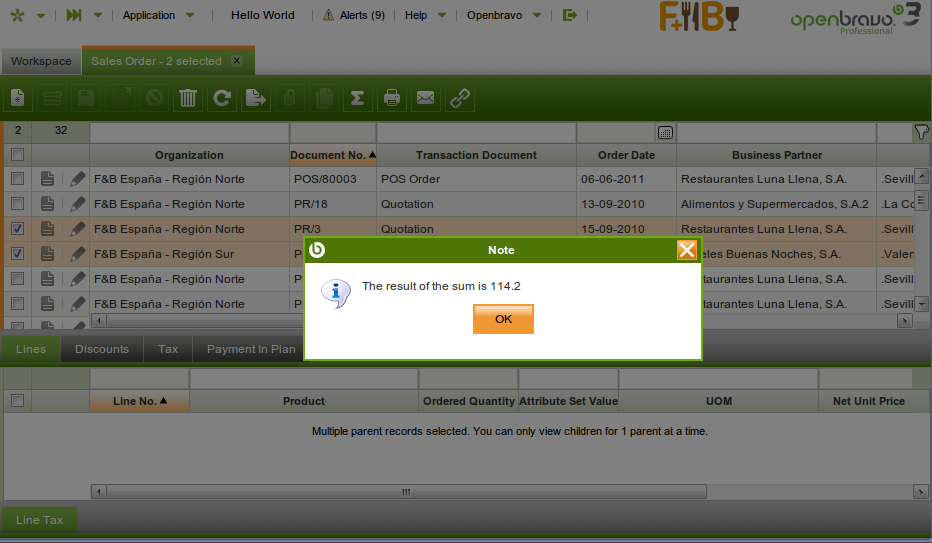 Application Hello World Alerts (9) Help Openbravo
F&B
openbravo 3
Professional
Workspace Sales Order - 2 selected
2 32
Organization Document No. Transaction Document Order Date Business Partner
F&B España - Región Norte POS/80003 POS Order 06-06-2011 Restaurantes Luna Llena, S.A. .Sevill
F&B España - Región Norte PR/18 Quotation 13-09-2010 Alimentos y Supermercados, S.A.2 .La Co
F&B España - Región Norte PR/3 Quotation 15-09-2010 Restaurantes Luna Llena, S.A. .Sevill
F&B España - Región Sur eles Buenas Noches, S.A. .Valen
F&B España - Región Norte taurantes Luna Llena, S.A. .Sevill
F&B España - Región Norte taurantes Luna Llena, S.A. .Sevill
Note
The result of the sum is 114.2
OK
Lines Discounts Tax Payment In Plan
Line No. Product Ordered Quantity Attribute Set Value UOM Net Unit Price
Multiple parent records selected. You can only view children for 1 parent at a time.
Line Tax